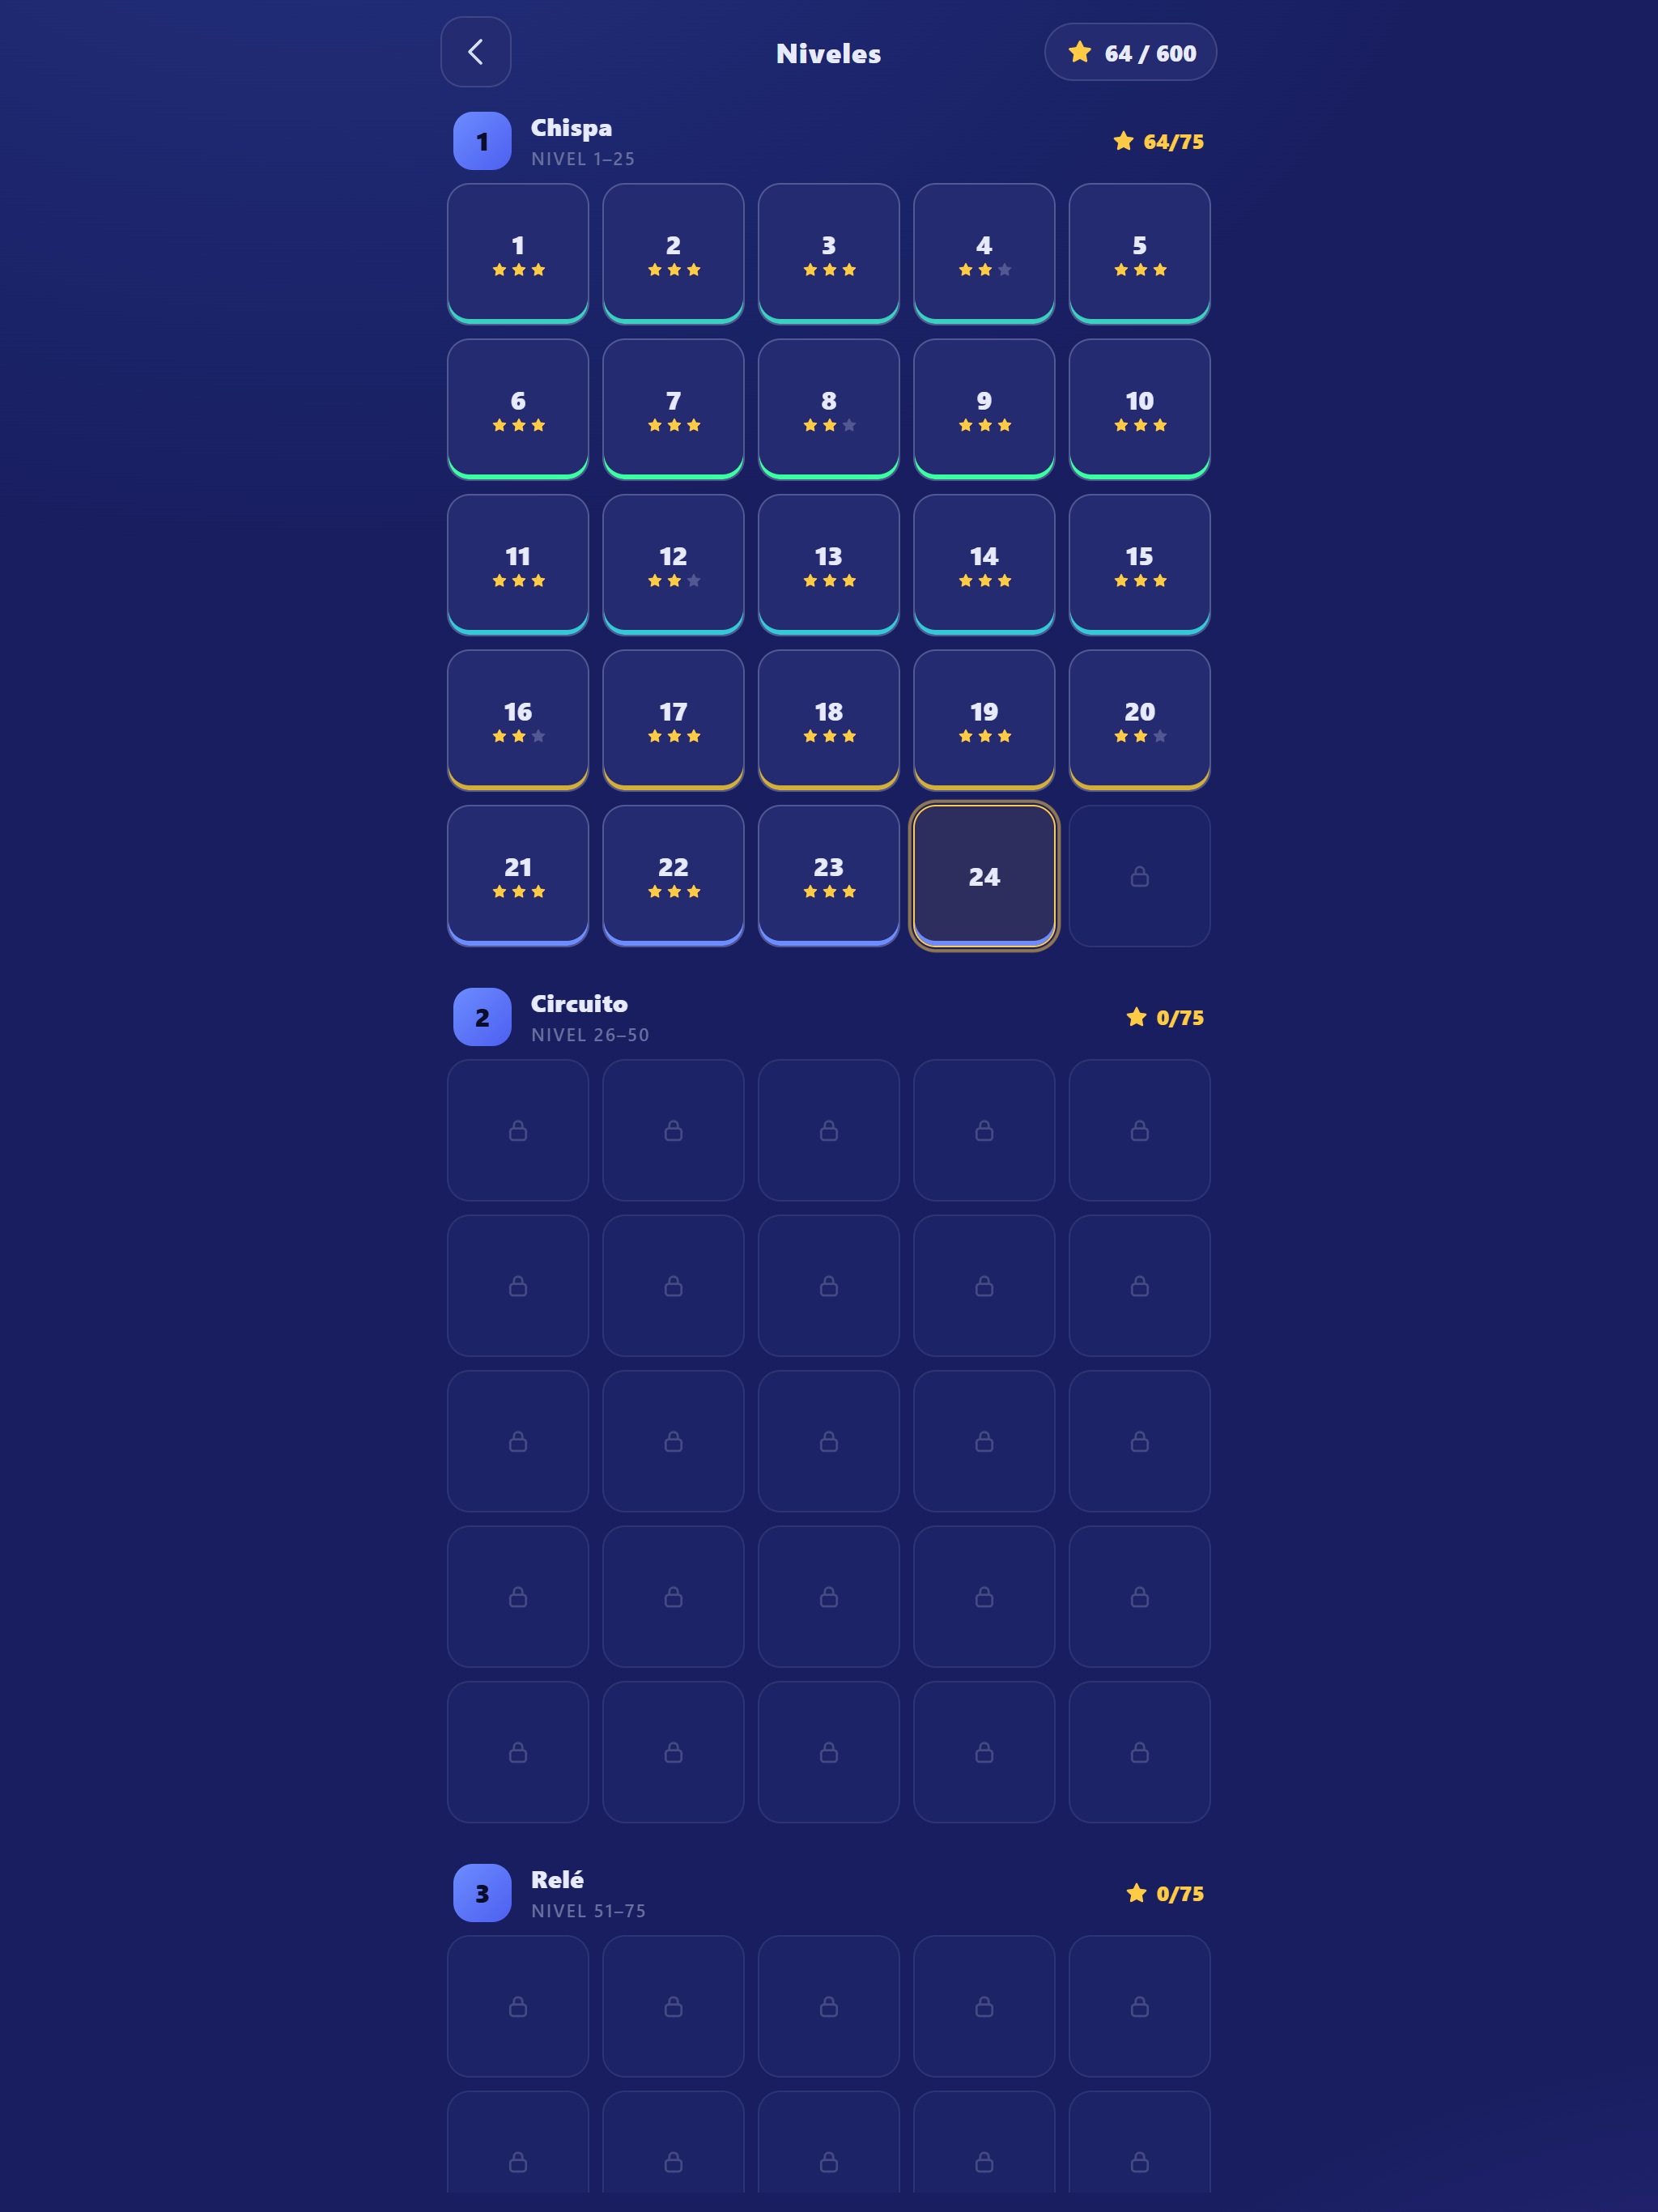 Niveles
64 / 600
1
Chispa
64/75
NIVEL 1–25
1 2 3 4 5
6 7 8 9 10
11 12 13 14 15
16 17 18 19 20
21 22 23 24
2
Circuito
0/75
NIVEL 26–50
3
Relé
0/75
NIVEL 51–75